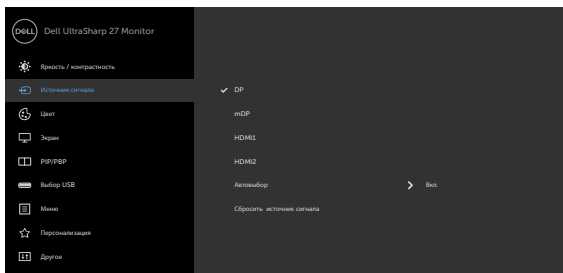 DELL Dell UltraSharp 27 Monitor
Яркость / контрастность
Источник сигнала
DP
Цвет
mDP
Экран
HDMI1
PIP/PBP
HDMI2
Выбор USB
Автовыбор Вкл.
Меню
Сбросить источник сигнала
Персонализация
Другое